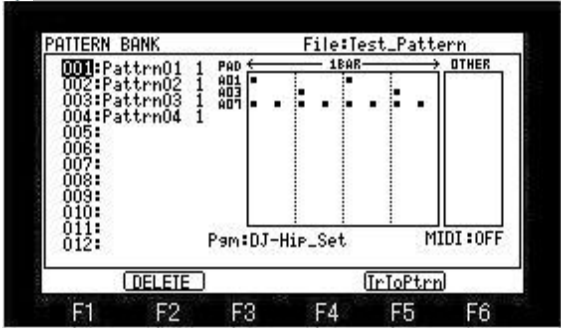 PATTERN BANK File:Test_Pattern
001:Pattrn01 1 PAD 1BAR OTHER
002:Pattrn02 1 A01
003:Pattrn03 1 A03
004:Pattrn04 1 A07
005:
006:
007:
008:
009:
010:
011:
012: Pgm:DJ-Hip_Set MIDI:OFF
DELETE TrToPtrn
F1 F2 F3 F4 F5 F6